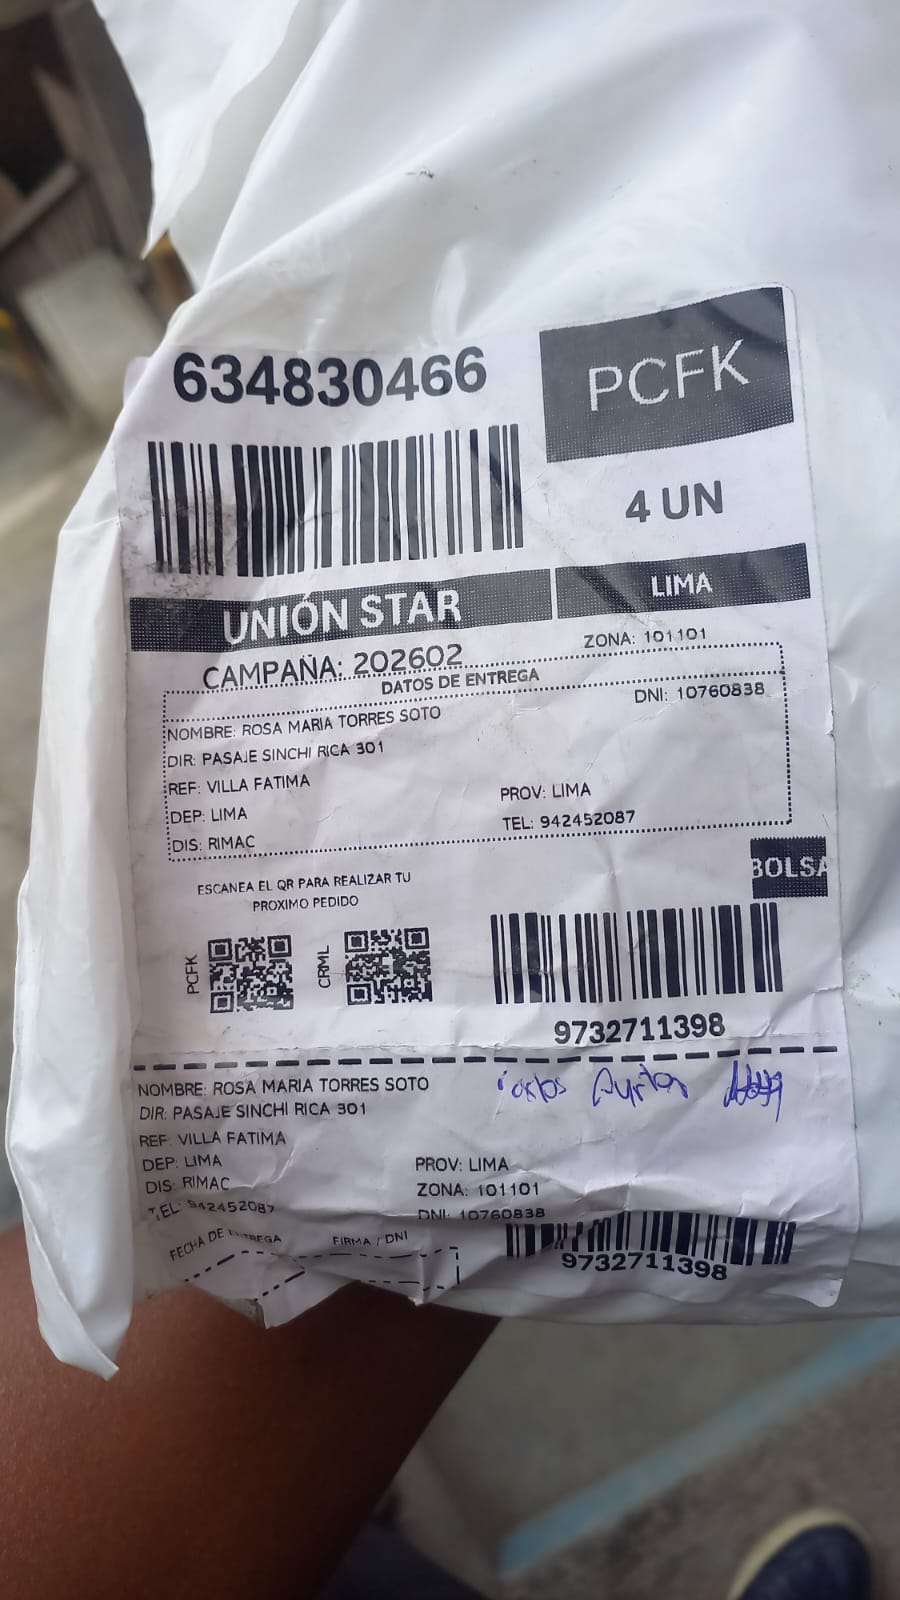 634830466
PCFK
4 UN
UNIÓN STAR
LIMA
CAMPAÑA: 202602
ZONA: 101101
DATOS DE ENTREGA
DNI: 10760838
NOMBRE: ROSA MARIA TORRES SOTO
DIR: PASAJE SINCHI RICA 301
REF: VILLA FATIMA
DEP: LIMA
PROV: LIMA
DIS: RIMAC
TEL: 942452087
BOLSA
ESCANEA EL QR PARA REALIZAR TU
PROXIMO PEDIDO
PCFK
CRML
9732711398
NOMBRE: ROSA MARIA TORRES SOTO
DIR: PASAJE SINCHI RICA 301
REF: VILLA FATIMA
DEP: LIMA
PROV: LIMA
DIS: RIMAC
ZONA: 101101
TEL: 942452087
DNI: 10760838
FECHA DE ENTREGA
FIRMA / DNI
9732711398